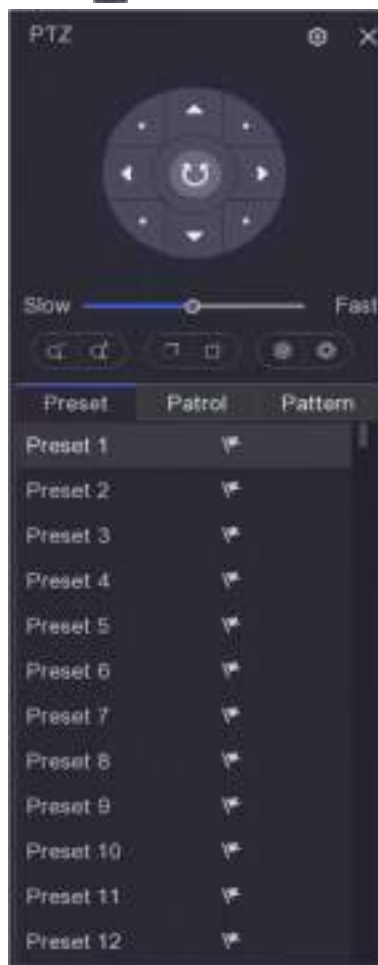 PTZ
Slow Fast
Preset Patrol Pattern
Preset 1
Preset 2
Preset 3
Preset 4
Preset 5
Preset 6
Preset 7
Preset 8
Preset 9
Preset 10
Preset 11
Preset 12